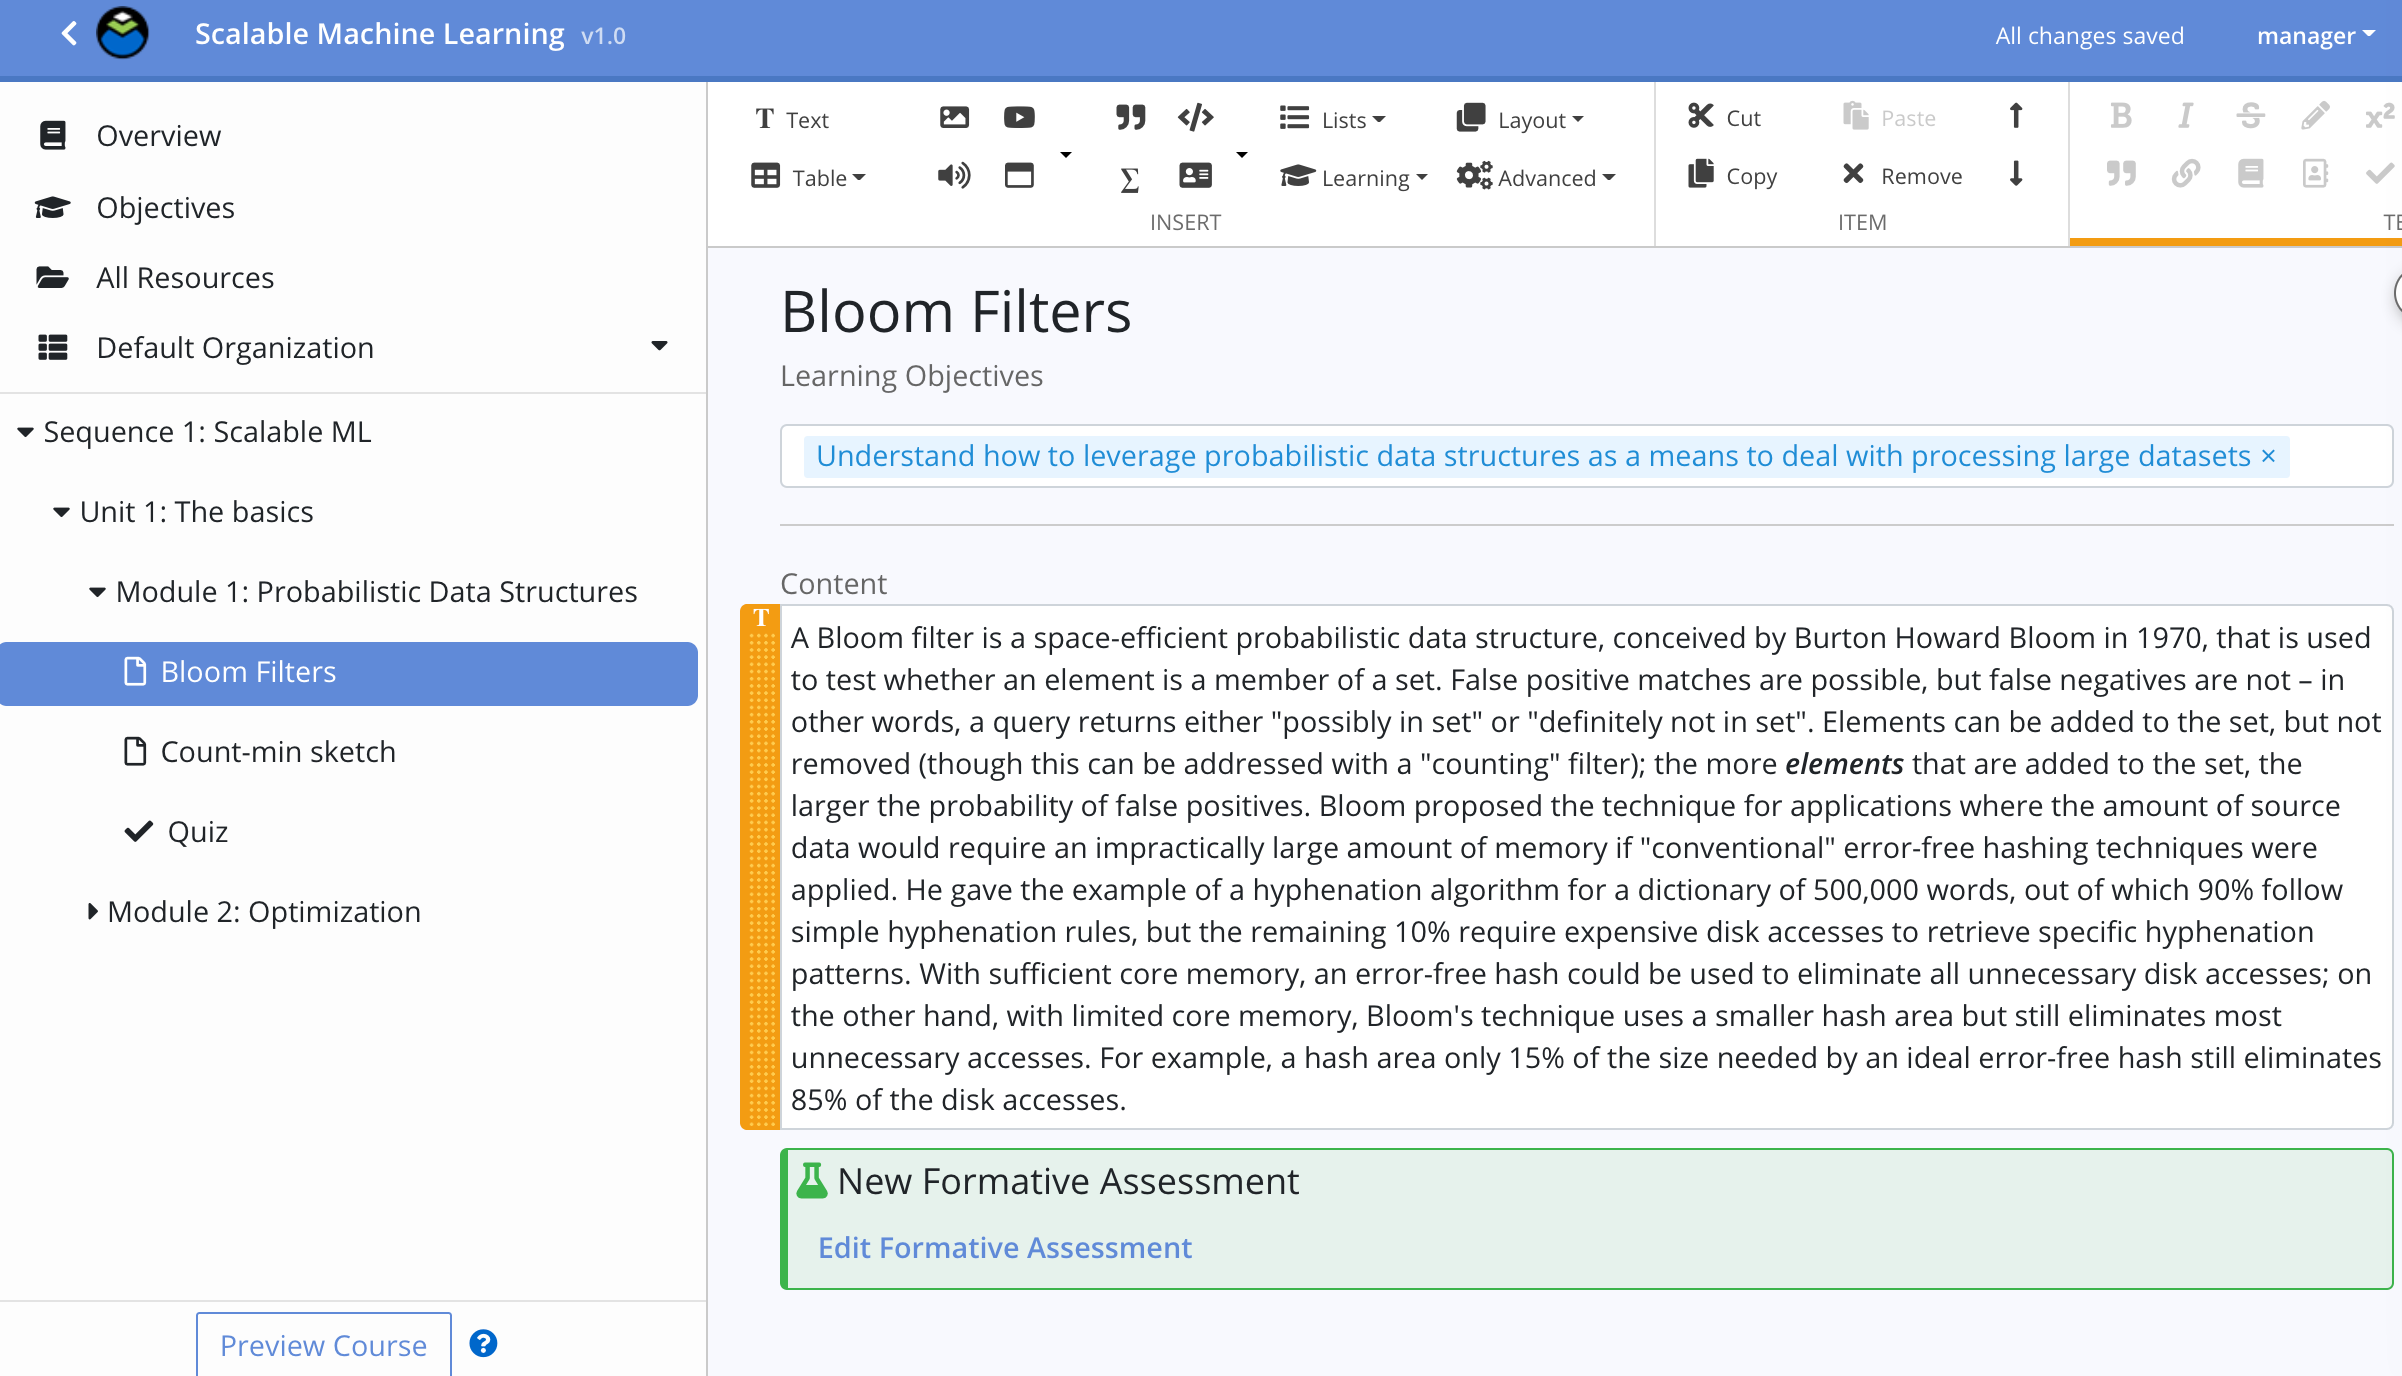 Scalable Machine Learning v1.0
All changes saved
manager
Overview
Objectives
All Resources
Default Organization
Sequence 1: Scalable ML
Unit 1: The basics
Module 1: Probabilistic Data Structures
Bloom Filters
Count-min sketch
Quiz
Module 2: Optimization
Preview Course
?
T Text
Lists
Layout
Table
Σ
Learning
Advanced
INSERT
Cut
Paste
Copy
Remove
ITEM
B I S x²
Bloom Filters
Learning Objectives
Understand how to leverage probabilistic data structures as a means to deal with processing large datasets ×
Content
T
A Bloom filter is a space-efficient probabilistic data structure, conceived by Burton Howard Bloom in 1970, that is used
to test whether an element is a member of a set. False positive matches are possible, but false negatives are not – in
other words, a query returns either "possibly in set" or "definitely not in set". Elements can be added to the set, but not
removed (though this can be addressed with a "counting" filter); the more elements that are added to the set, the
larger the probability of false positives. Bloom proposed the technique for applications where the amount of source
data would require an impractically large amount of memory if "conventional" error-free hashing techniques were
applied. He gave the example of a hyphenation algorithm for a dictionary of 500,000 words, out of which 90% follow
simple hyphenation rules, but the remaining 10% require expensive disk accesses to retrieve specific hyphenation
patterns. With sufficient core memory, an error-free hash could be used to eliminate all unnecessary disk accesses; on
the other hand, with limited core memory, Bloom's technique uses a smaller hash area but still eliminates most
unnecessary accesses. For example, a hash area only 15% of the size needed by an ideal error-free hash still eliminates
85% of the disk accesses.
New Formative Assessment
Edit Formative Assessment